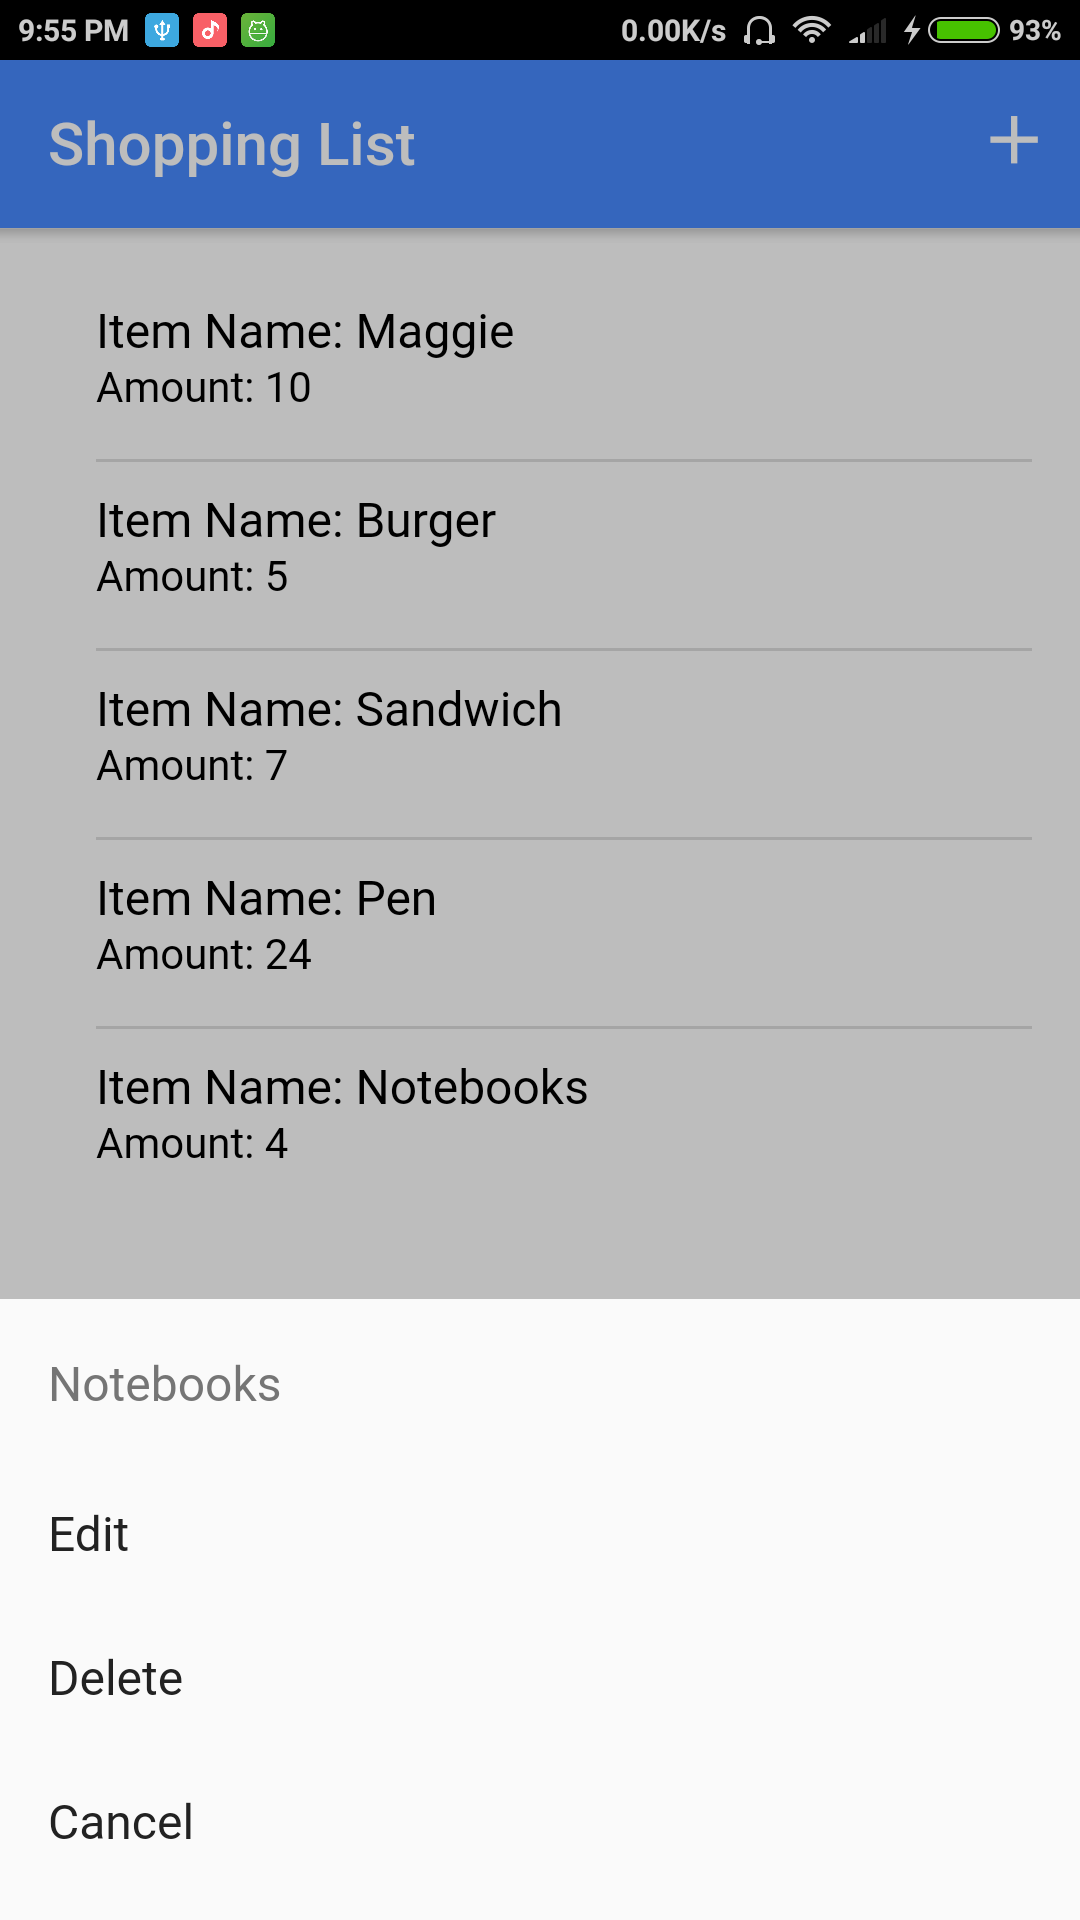 9:55 PM 0.00K/s 93%
Shopping List
Item Name: Maggie
Amount: 10
Item Name: Burger
Amount: 5
Item Name: Sandwich
Amount: 7
Item Name: Pen
Amount: 24
Item Name: Notebooks
Amount: 4
Notebooks
Edit
Delete
Cancel